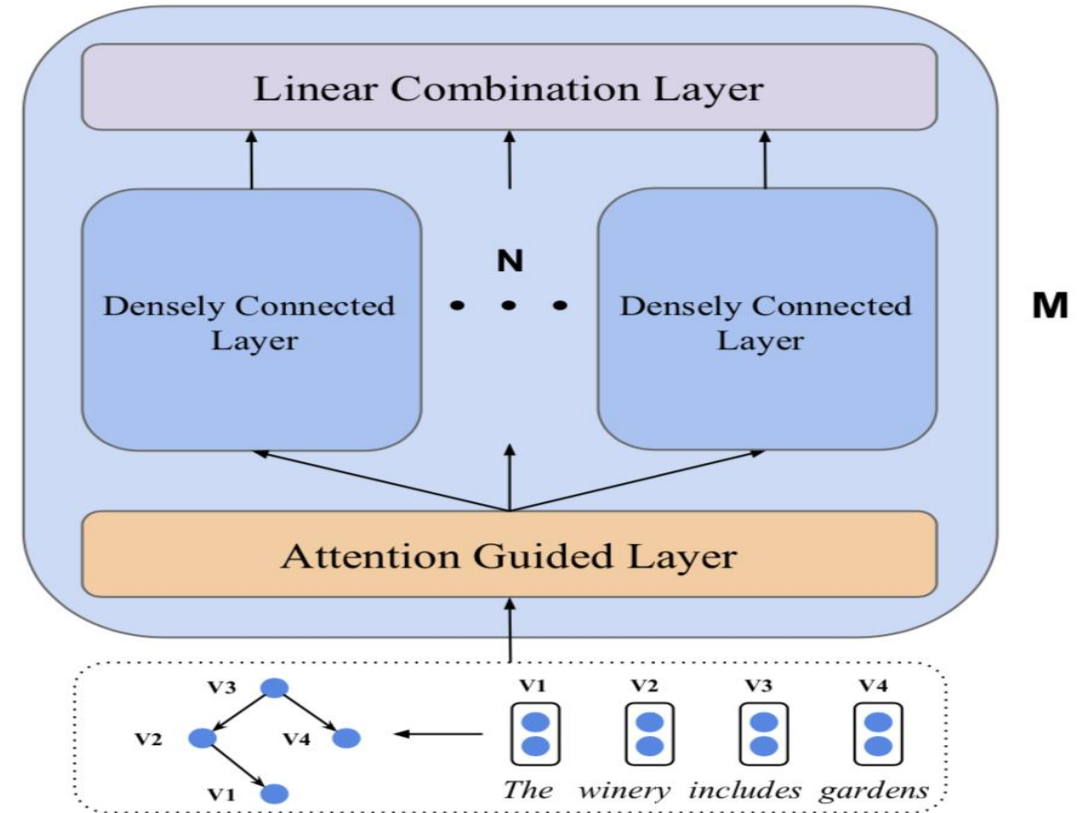 Linear Combination Layer
N
Densely Connected
Layer
• • •
Densely Connected
Layer
M
Attention Guided Layer
V3
V2
V4
V1
V1 V2 V3 V4
The winery includes gardens